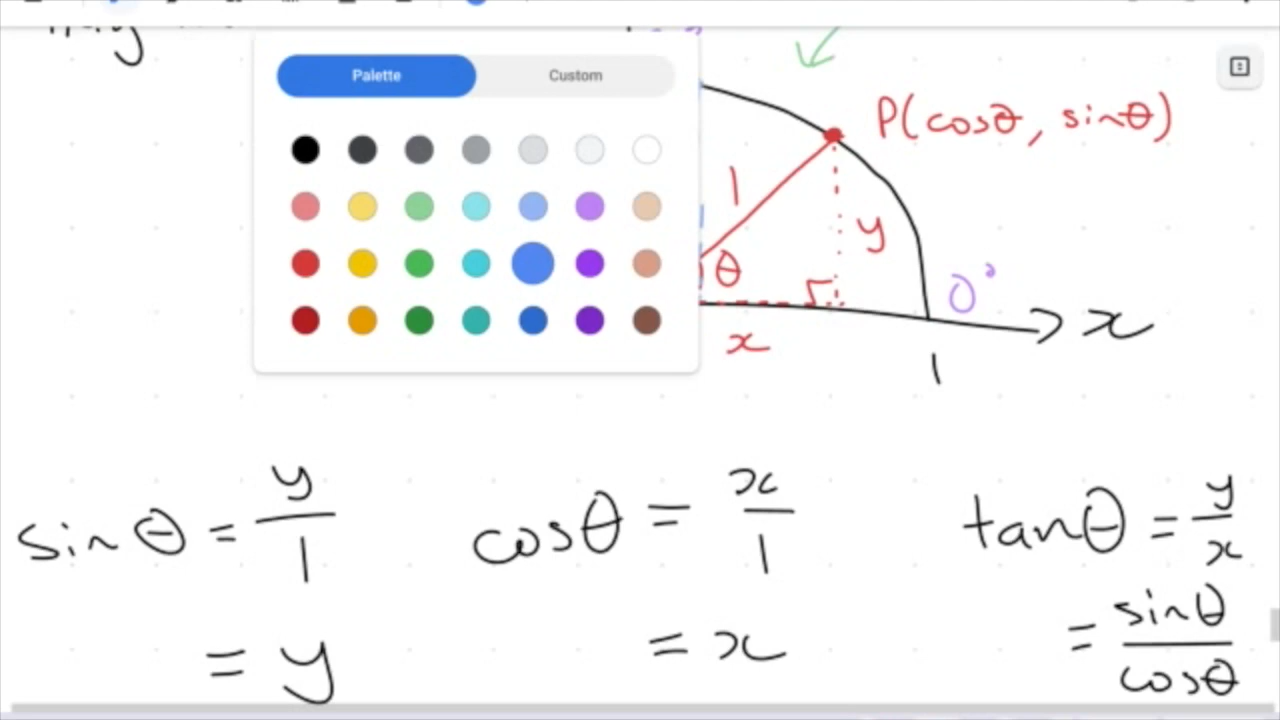 Palette Custom
P(cosθ, sinθ)
1
y
θ
0°
x
x
1
sinθ = y/1
= y
cosθ = x/1
= x
tanθ = y/x
= sinθ/cosθ